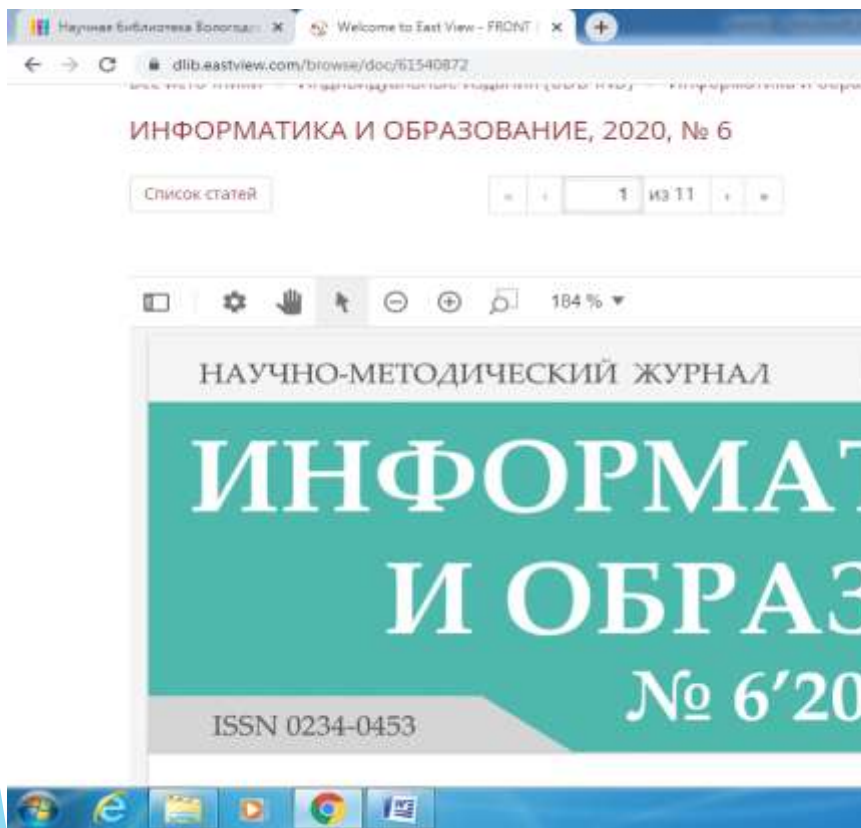 Научная библиотека Вологод
Welcome to East View - FRONT
dlib.eastview.com/browse/doc/61540872
ИНФОРМАТИКА И ОБРАЗОВАНИЕ, 2020, № 6
Список статей
1 из 11
184 %
НАУЧНО-МЕТОДИЧЕСКИЙ ЖУРНАЛ
ИНФОРМАТ
И ОБРАЗ
№ 6′20
ISSN 0234-0453